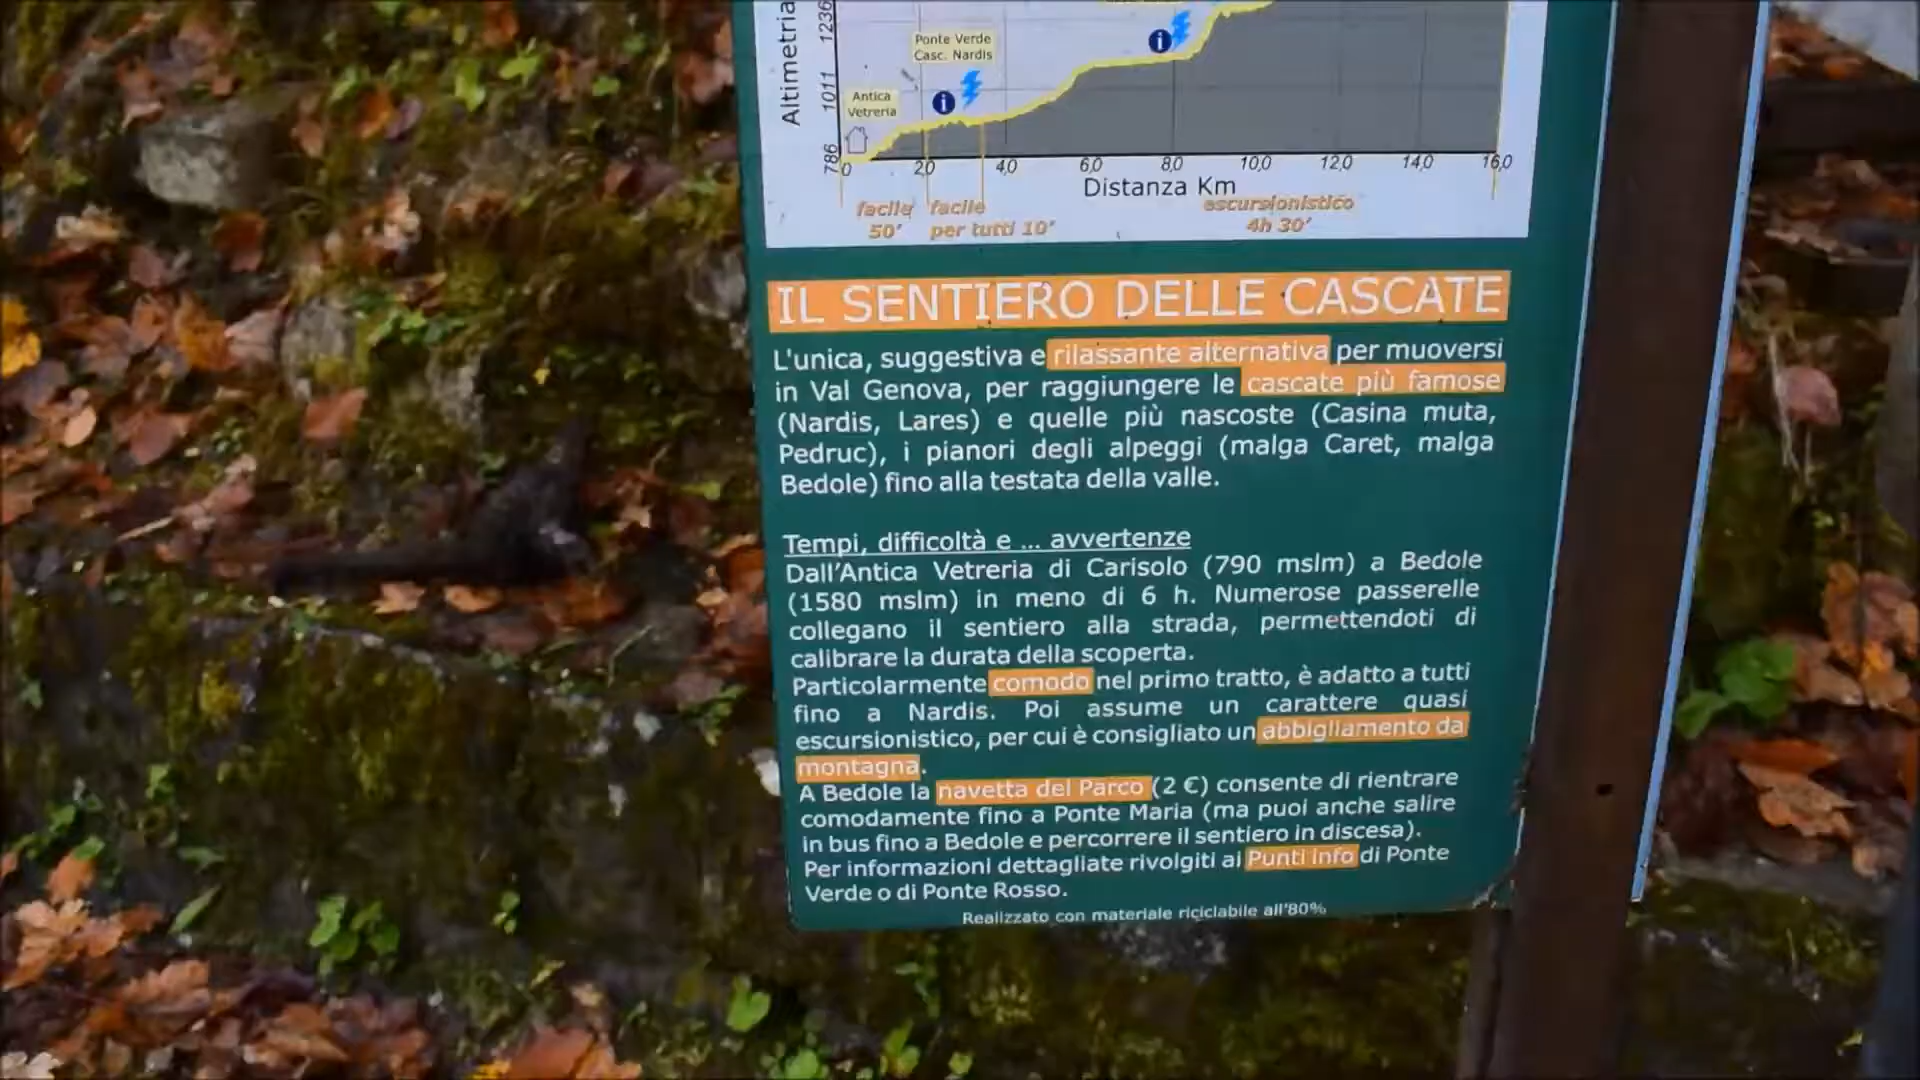 Altimetria
1236
1011
786
Ponte Verde
Casc. Nardis
Antica
Vetreria
0 2,0 4,0 6,0 8,0 10,0 12,0 14,0 16,0
Distanza Km
facile facile escursionistico
50' per tutti 10' 4h 30'
IL SENTIERO DELLE CASCATE
L'unica, suggestiva e rilassante alternativa per muoversi
in Val Genova, per raggiungere le cascate più famose
(Nardis, Lares) e quelle più nascoste (Casina muta,
Pedruc), i pianori degli alpeggi (malga Caret, malga
Bedole) fino alla testata della valle.
Tempi, difficoltà e ... avvertenze
Dall'Antica Vetreria di Carisolo (790 mslm) a Bedole
(1580 mslm) in meno di 6 h. Numerose passerelle
collegano il sentiero alla strada, permettendoti di
calibrare la durata della scoperta.
Particolarmente comodo nel primo tratto, è adatto a tutti
fino a Nardis. Poi assume un carattere quasi
escursionistico, per cui è consigliato un abbigliamento da
montagna.
A Bedole la navetta del Parco (2 €) consente di rientrare
comodamente fino a Ponte Maria (ma puoi anche salire
in bus fino a Bedole e percorrere il sentiero in discesa).
Per informazioni dettagliate rivolgiti ai Punti info di Ponte
Verde o di Ponte Rosso.
Realizzato con materiale riciclabile all'80%